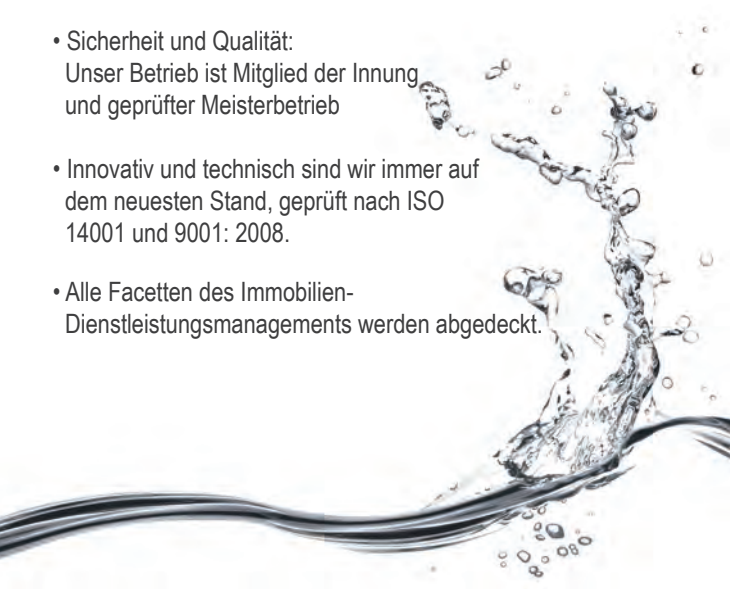 • Sicherheit und Qualität:
Unser Betrieb ist Mitglied der Innung
und geprüfter Meisterbetrieb
• Innovativ und technisch sind wir immer auf
dem neuesten Stand, geprüft nach ISO
14001 und 9001: 2008.
• Alle Facetten des Immobilien-
Dienstleistungsmanagements werden abgedeckt.